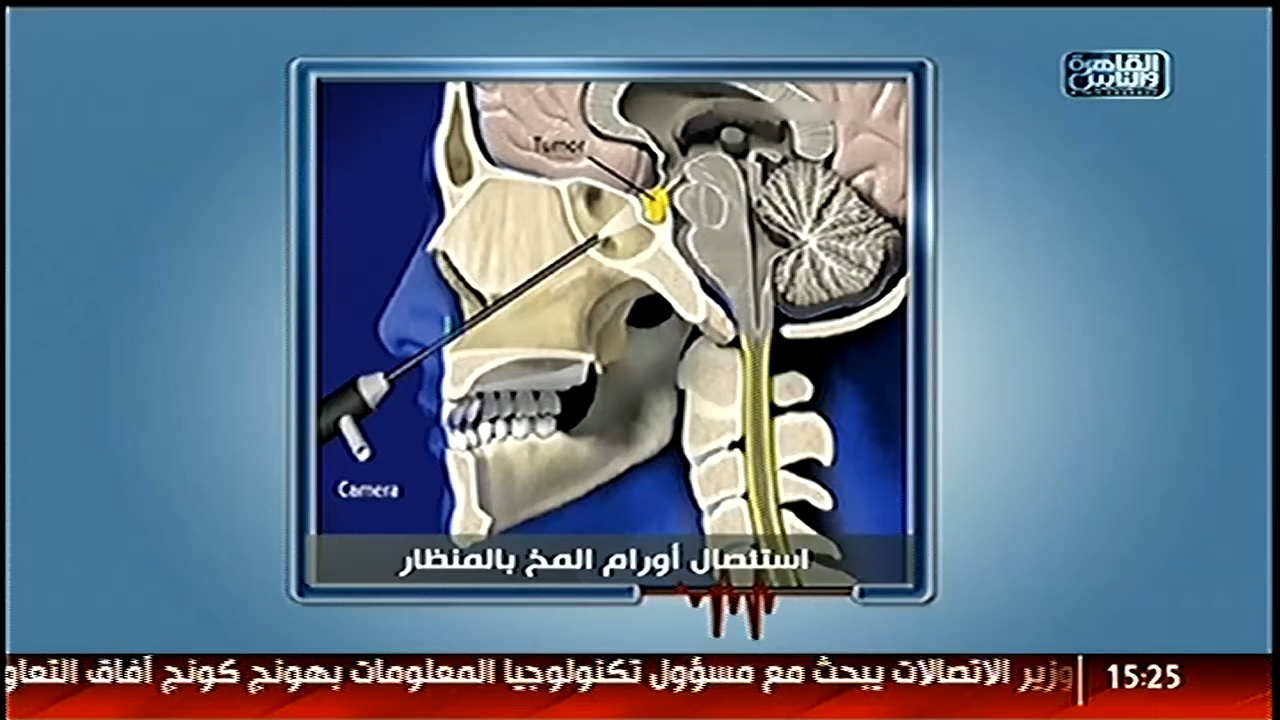 القاهرة
والناس
Tumor
Camera
استئصال أورام المخ بالمنظار
15:25
وزير الاتصالات يبحث مع مسؤول تكنولوجيا المعلومات بهونج كونج آفاق التعاو